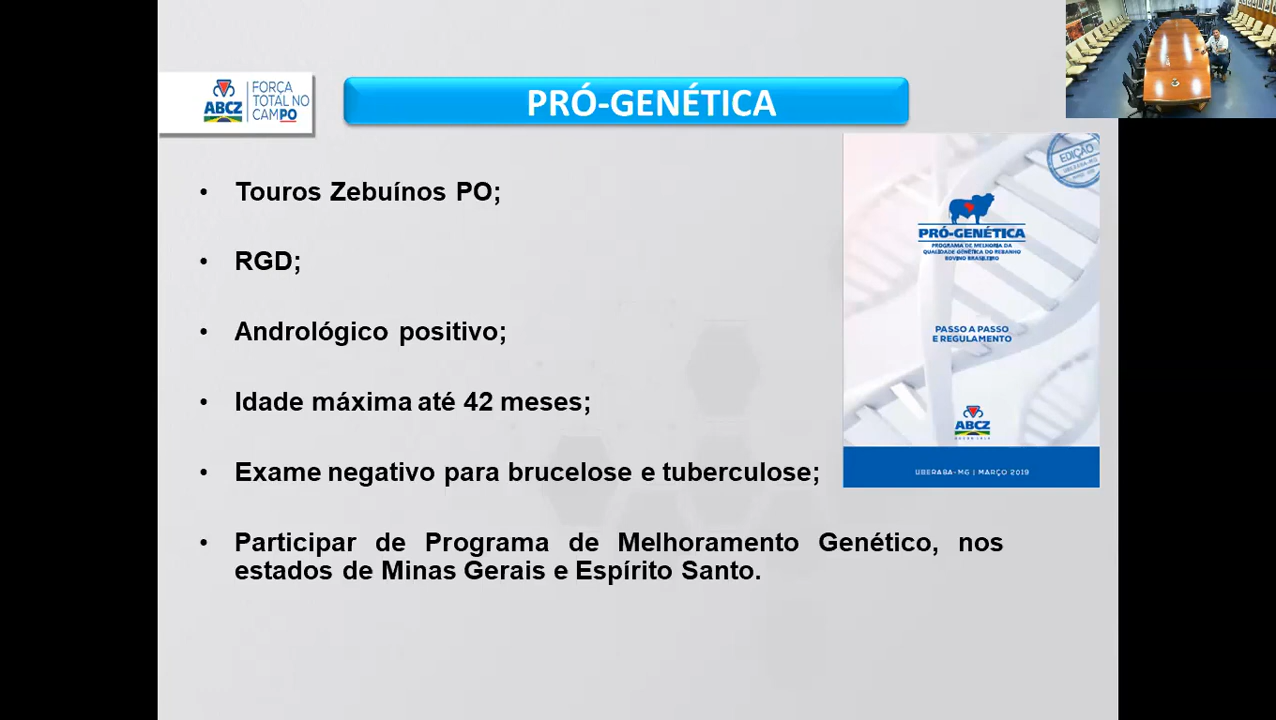 ABCZ
FORÇA
TOTAL NO
CAMPO
PRÓ-GENÉTICA
• Touros Zebuínos PO;
• RGD;
• Andrológico positivo;
• Idade máxima até 42 meses;
• Exame negativo para brucelose e tuberculose;
• Participar de Programa de Melhoramento Genético, nos
estados de Minas Gerais e Espírito Santo.
EDIÇÃO
PRÓ-GENÉTICA
PROGRAMA DE MELHORIA DA
QUALIDADE GENÉTICA DO REBANHO
BOVINO BRASILEIRO
PASSO A PASSO
E REGULAMENTO
ABCZ
UBERABA-MG | MARÇO 2019